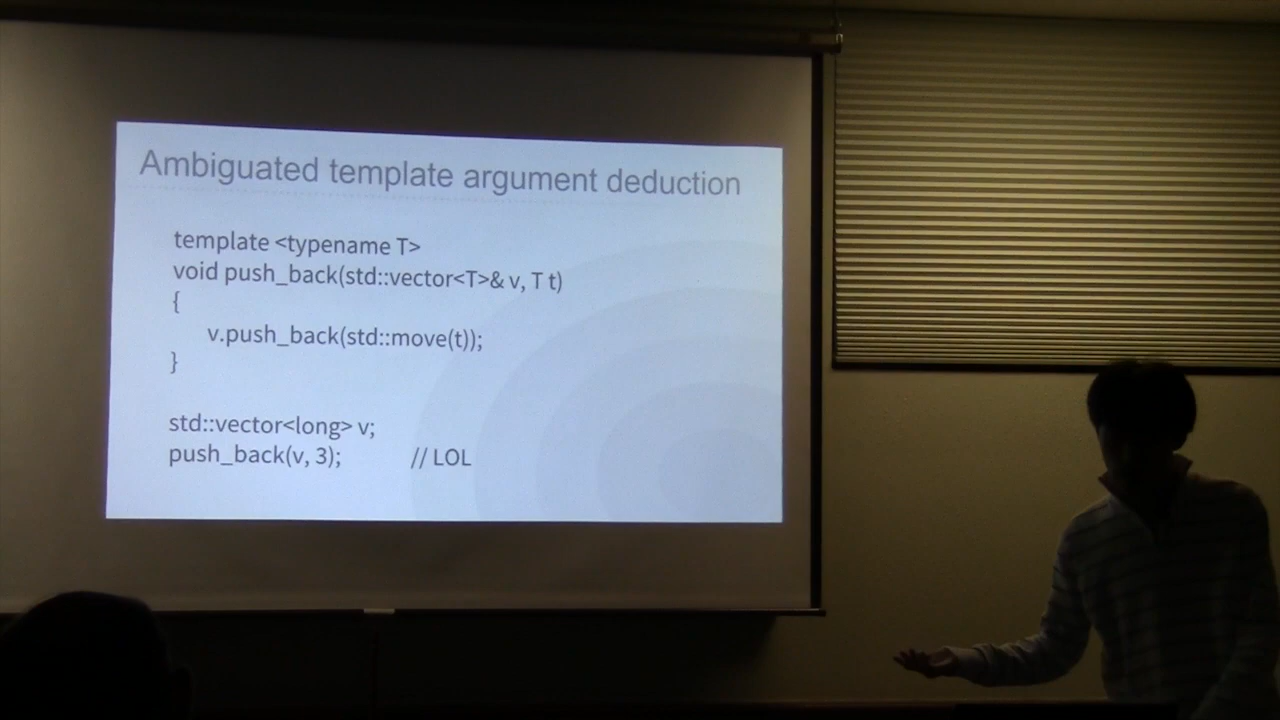 Ambiguated template argument deduction
template <typename T>
void push_back(std::vector<T>& v, T t)
{
v.push_back(std::move(t));
}
std::vector<long> v;
push_back(v, 3); // LOL